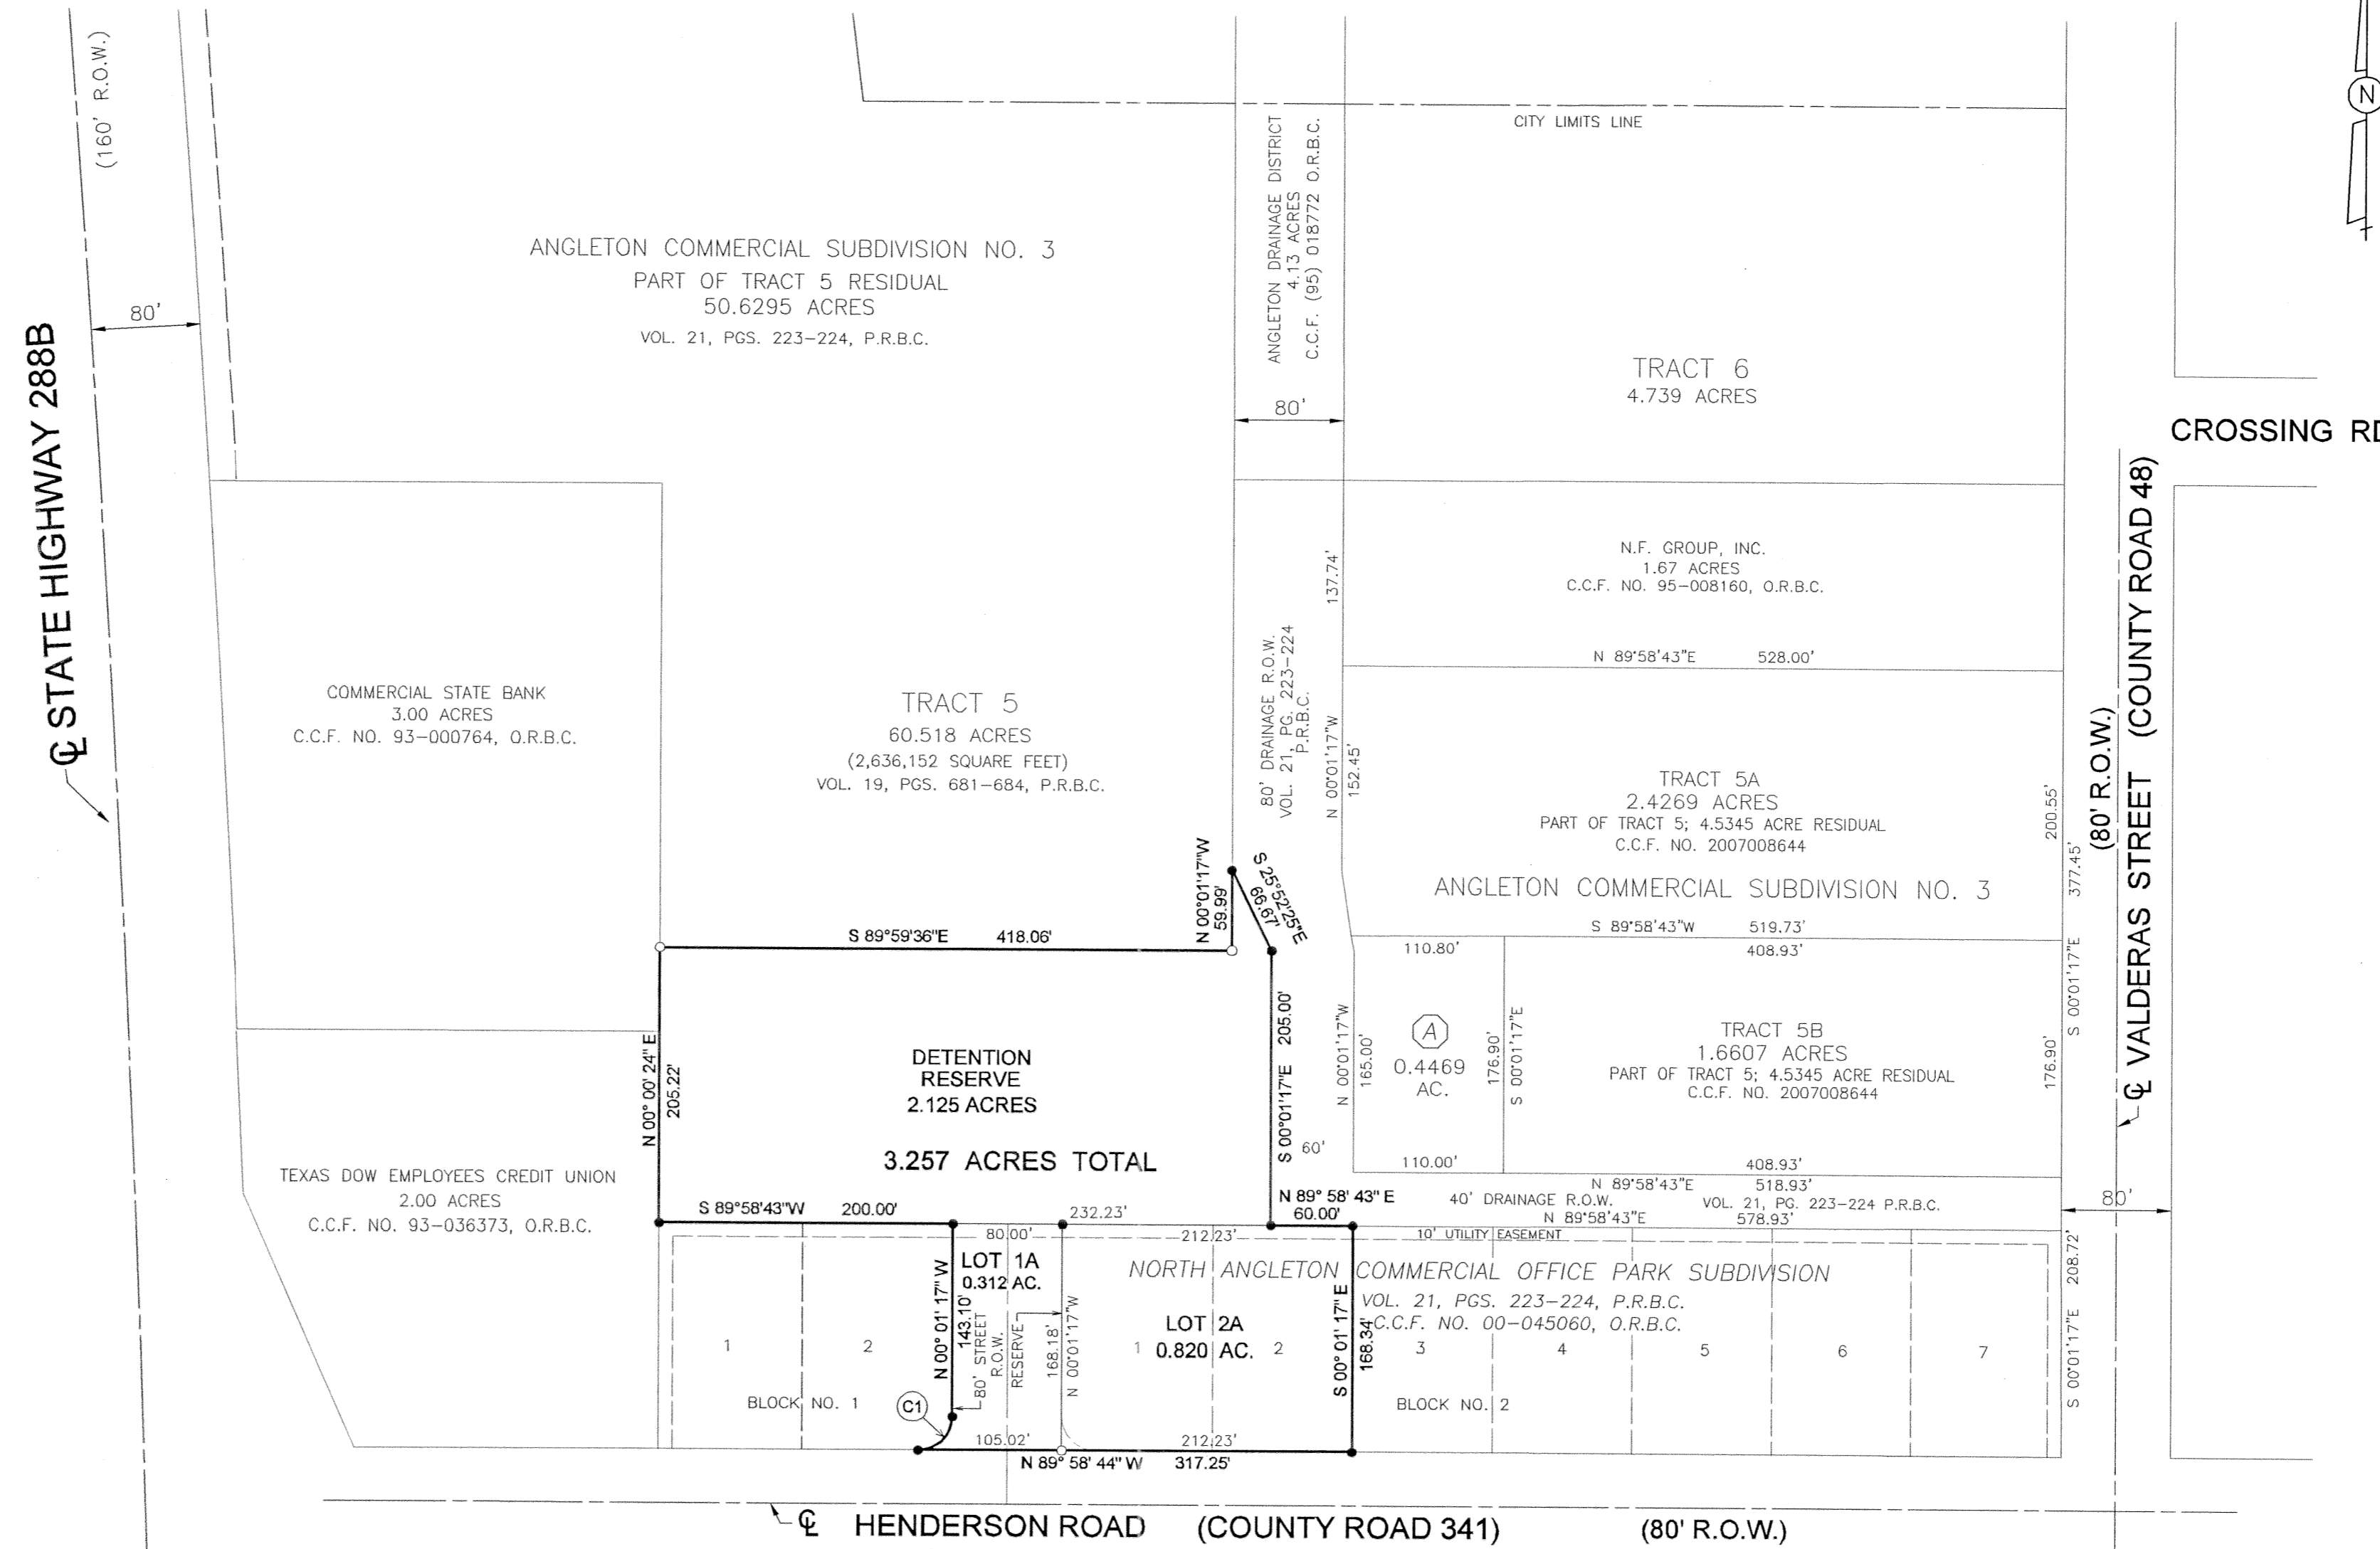 (160' R.O.W.)
N
CITY LIMITS LINE
ANGLETON DRAINAGE DISTRICT
4.13 ACRES
C.C.F. (95) 018772 O.R.B.C.
ANGLETON COMMERCIAL SUBDIVISION NO. 3
PART OF TRACT 5 RESIDUAL
50.6295 ACRES
VOL. 21, PGS. 223-224, P.R.B.C.
80'
℄ STATE HIGHWAY 288B
TRACT 6
4.739 ACRES
80'
CROSSING RD
N.F. GROUP, INC.
1.67 ACRES
C.C.F. NO. 95-008160, O.R.B.C.
137.74'
N 89°58'43"E 528.00'
80' DRAINAGE R.O.W.
VOL. 21, PG. 223-224
P.R.B.C.
N 00°01'17"W
152.45'
COMMERCIAL STATE BANK
3.00 ACRES
C.C.F. NO. 93-000764, O.R.B.C.
TRACT 5
60.518 ACRES
(2,636,152 SQUARE FEET)
VOL. 19, PGS. 681-684, P.R.B.C.
TRACT 5A
2.4269 ACRES
PART OF TRACT 5; 4.5345 ACRE RESIDUAL
C.C.F. NO. 2007008644
200.55'
377.45'
S 00°01'17"E
(80' R.O.W.)
℄ VALDERAS STREET (COUNTY ROAD 48)
ANGLETON COMMERCIAL SUBDIVISION NO. 3
S 89°58'43"W 519.73'
N 00°01'17"W
59.99'
S 25°52'25"E
66.67'
S 89°59'36"E 418.06'
110.80'
408.93'
N 00° 00' 24" E
205.22'
DETENTION
RESERVE
2.125 ACRES
3.257 ACRES TOTAL
S 00°01'17"E 205.00'
60'
N 00°01'17"W
165.00'
A
0.4469
AC.
176.90'
S 00°01'17"E
TRACT 5B
1.6607 ACRES
PART OF TRACT 5; 4.5345 ACRE RESIDUAL
C.C.F. NO. 2007008644
176.90'
110.00'
408.93'
TEXAS DOW EMPLOYEES CREDIT UNION
2.00 ACRES
C.C.F. NO. 93-036373, O.R.B.C.
S 89°58'43"W 200.00'
232.23'
N 89° 58' 43" E
60.00'
N 89°58'43"E 518.93'
40' DRAINAGE R.O.W. VOL. 21, PG. 223-224 P.R.B.C.
N 89°58'43"E 578.93'
80'
80.00'
212.23'
10' UTILITY EASEMENT
LOT 1A
0.312 AC.
NORTH ANGLETON COMMERCIAL OFFICE PARK SUBDIVISION
VOL. 21, PGS. 223-224, P.R.B.C.
C.C.F. NO. 00-045060, O.R.B.C.
N 00° 01' 17" W
143.10'
80' STREET
R.O.W.
RESERVE
168.18'
N 00°01'17"W
LOT 2A
0.820 AC.
S 00° 01' 17" E
168.34'
S 00°01'17"E 208.72'
1
2
1
2
3
4
5
6
7
BLOCK NO. 1
C1
BLOCK NO. 2
105.02'
212.23'
N 89° 58' 44" W 317.25'
℄ HENDERSON ROAD (COUNTY ROAD 341) (80' R.O.W.)